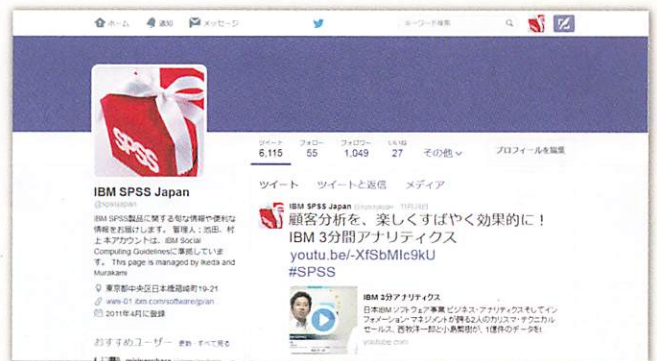 ホーム 通知 メッセージ キーワード検索
SPSS
ツイート フォロー フォロワー いいね
6,115 55 1,049 27 その他 プロフィールを編集
IBM SPSS Japan
@spssjapan
IBM SPSS製品に関する旬な情報や便利な
情報をお届けします。 管理人：池田、村
上 本アカウントは、IBM Social
Computing Guidelinesに準拠していま
す。 This page is managed by Ikeda and
Murakami
東京都中央区日本橋箱崎町19-21
www-01.ibm.com/software/jp/an...
2011年4月に登録
おすすめユーザー 更新・すべて見る
ツイート ツイートと返信 メディア
IBM SPSS Japan @spssjapan
顧客分析を、楽しくすばやく効果的に！
IBM 3分間アナリティクス
youtu.be/-XfSbMIc9kU
#SPSS
IBM 3分アナリティクス
日本IBM ソフトウェア事業 ビジネス・アナリティクスそしてイン
フォメーション・マネジメントが誇る2人のカリスマ・テクニカル
セールス、西牧洋一郎と小島繁樹が、1億件のデータを1
youtube.com